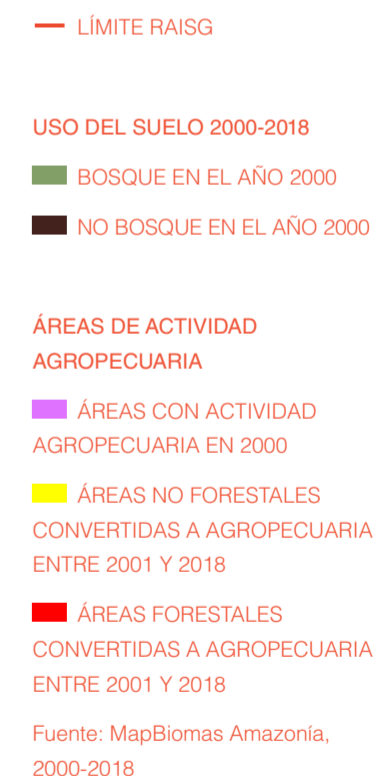 LÍMITE RAISG
USO DEL SUELO 2000-2018
BOSQUE EN EL AÑO 2000
NO BOSQUE EN EL AÑO 2000
ÁREAS DE ACTIVIDAD
AGROPECUARIA
ÁREAS CON ACTIVIDAD
AGROPECUARIA EN 2000
ÁREAS NO FORESTALES
CONVERTIDAS A AGROPECUARIA
ENTRE 2001 Y 2018
ÁREAS FORESTALES
CONVERTIDAS A AGROPECUARIA
ENTRE 2001 Y 2018
Fuente: MapBiomas Amazonía,
2000-2018